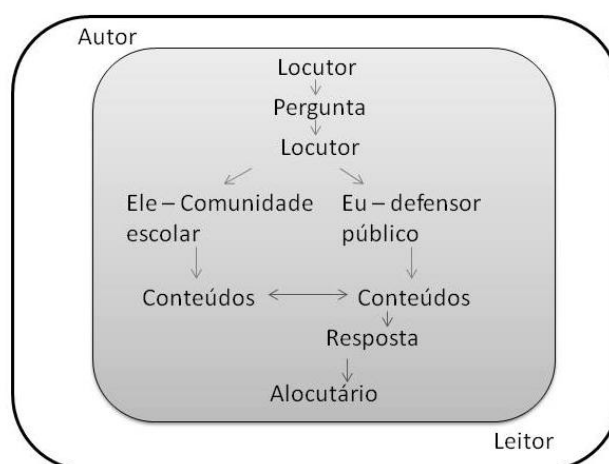 Autor
Locutor
Pergunta
Locutor
Ele – Comunidade
escolar
Eu – defensor
público
Conteúdos
Conteúdos
Resposta
Alocutário
Leitor